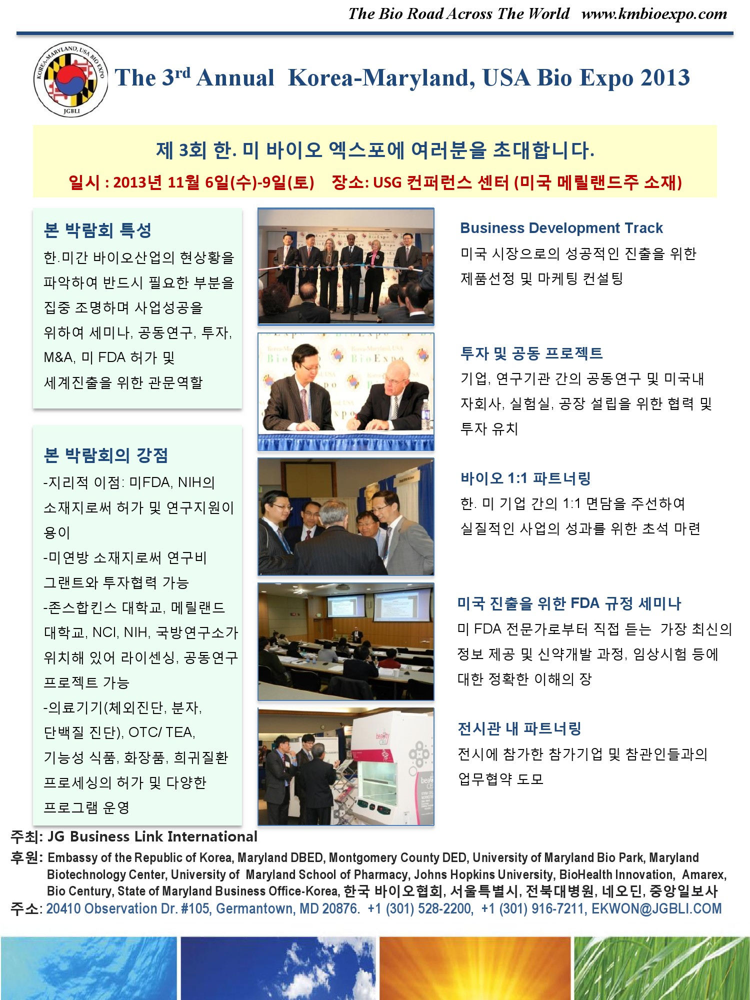 The Bio Road Across The World www.kmbioexpo.com
KOREA-MARYLAND, USA BIO EXPO
JGBLI
The 3rd Annual Korea-Maryland, USA Bio Expo 2013
제 3회 한. 미 바이오 엑스포에 여러분을 초대합니다.
일시 : 2013년 11월 6일(수)-9일(토) 장소: USG 컨퍼런스 센터 (미국 메릴랜드주 소재)
본 박람회 특성
한.미간 바이오산업의 현상황을
파악하여 반드시 필요한 부분을
집중 조명하며 사업성공을
위하여 세미나, 공동연구, 투자,
M&A, 미 FDA 허가 및
세계진출을 위한 관문역할
본 박람회의 강점
-지리적 이점: 미FDA, NIH의
소재지로써 허가 및 연구지원이
용이
-미연방 소재지로써 연구비
그랜트와 투자협력 가능
-존스합킨스 대학교, 메릴랜드
대학교, NCI, NIH, 국방연구소가
위치해 있어 라이센싱, 공동연구
프로젝트 가능
-의료기기(체외진단, 분자,
단백질 진단), OTC/ TEA,
기능성 식품, 화장품, 희귀질환
프로세싱의 허가 및 다양한
프로그램 운영
Business Development Track
미국 시장으로의 성공적인 진출을 위한
제품선정 및 마케팅 컨설팅
투자 및 공동 프로젝트
기업, 연구기관 간의 공동연구 및 미국내
자회사, 실험실, 공장 설립을 위한 협력 및
투자 유치
바이오 1:1 파트너링
한. 미 기업 간의 1:1 면담을 주선하여
실질적인 사업의 성과를 위한 초석 마련
미국 진출을 위한 FDA 규정 세미나
미 FDA 전문가로부터 직접 듣는 가장 최신의
정보 제공 및 신약개발 과정, 임상시험 등에
대한 정확한 이해의 장
beauty
CELL
전시관 내 파트너링
전시에 참가한 참가기업 및 참관인들과의
업무협약 도모
주최: JG Business Link International
후원: Embassy of the Republic of Korea, Maryland DBED, Montgomery County DED, University of Maryland Bio Park, Maryland
Biotechnology Center, University of Maryland School of Pharmacy, Johns Hopkins University, BioHealth Innovation, Amarex,
Bio Century, State of Maryland Business Office-Korea, 한국 바이오협회, 서울특별시, 전북대병원, 네오딘, 중앙일보사
주소: 20410 Observation Dr. #105, Germantown, MD 20876. +1 (301) 528-2200, +1 (301) 916-7211, EKWON@JGBLI.COM